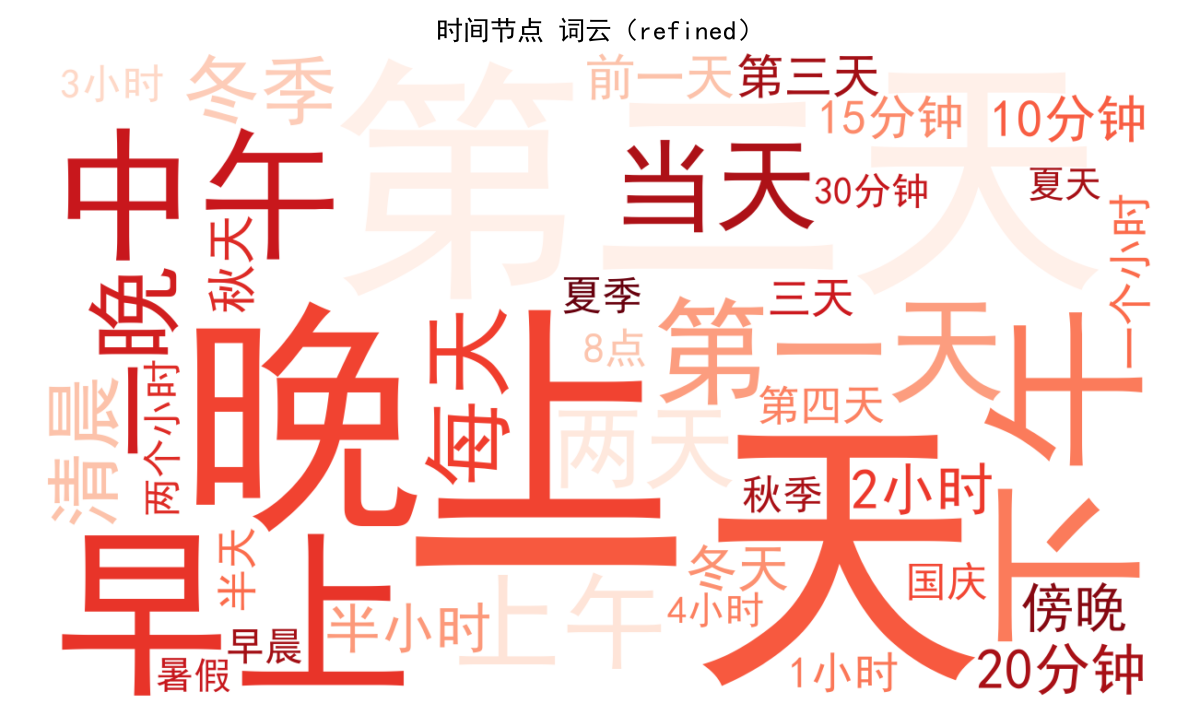 时间节点 词云（refined）
3小时
冬季
第二天
前一天
第三天
15分钟
10分钟
中午
当天
30分钟
夏天
秋天
一个小时
一晚
夏季
三天
晚上
每天
8点
第一天
下午
清晨
两个小时
第四天
两天
一天
秋季
2小时
早上
半天
冬天
国庆
半小时
上午
4小时
傍晚
早晨
暑假
1小时
20分钟